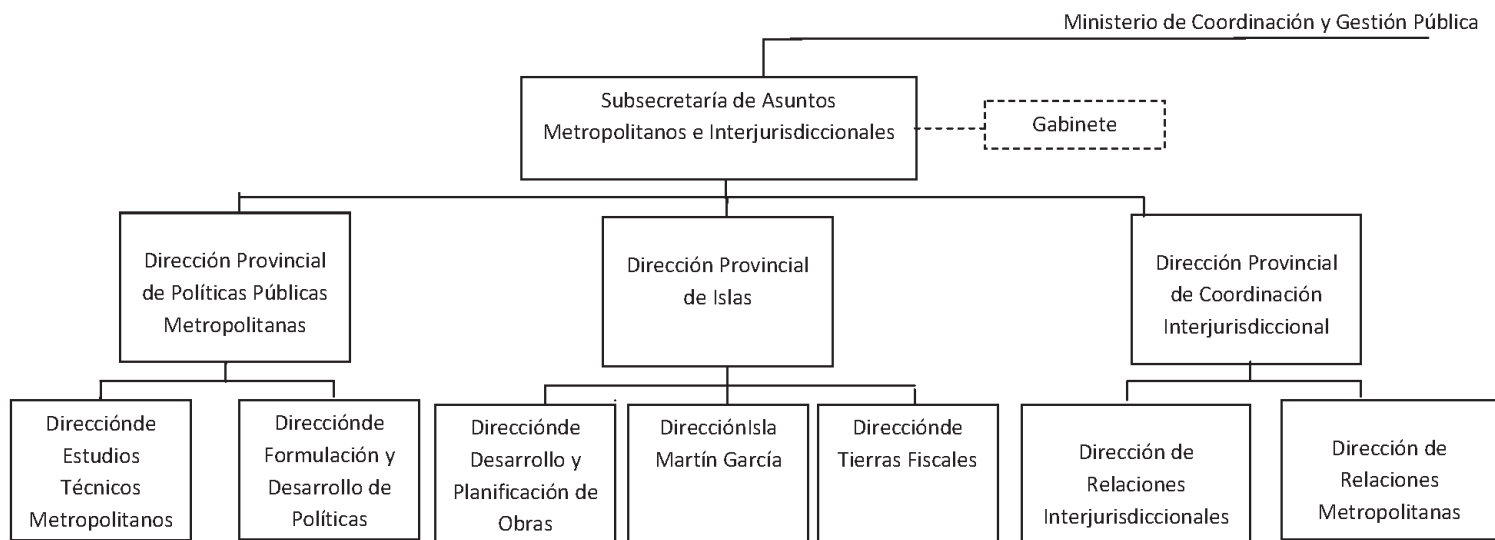 Ministerio de Coordinación y Gestión Pública
Subsecretaría de Asuntos
Metropolitanos e Interjurisdiccionales
Gabinete
Dirección Provincial
de Políticas Públicas
Metropolitanas
Dirección Provincial
de Islas
Dirección Provincial
de Coordinación
Interjurisdiccional
Direcciónde
Estudios
Técnicos
Metropolitanos
Direcciónde
Formulación y
Desarrollo de
Políticas
Direcciónde
Desarrollo y
Planificación de
Obras
DirecciónIsla
Martín García
Direcciónde
Tierras Fiscales
Dirección de
Relaciones
Interjurisdiccionales
Dirección de
Relaciones
Metropolitanas